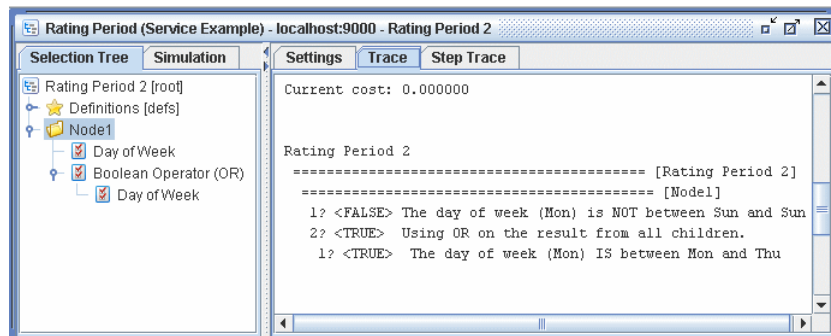 Rating Period (Service Example) - localhost:9000 - Rating Period 2
Selection Tree Simulation
Settings Trace Step Trace
Rating Period 2 [root]
Definitions [defs]
Node1
Day of Week
Boolean Operator (OR)
Day of Week
Current cost: 0.000000
Rating Period 2
========================================= [Rating Period 2]
========================================= [Node1]
1? <FALSE> The day of week (Mon) is NOT between Sun and Sun
2? <TRUE> Using OR on the result from all children.
1? <TRUE> The day of week (Mon) IS between Mon and Thu